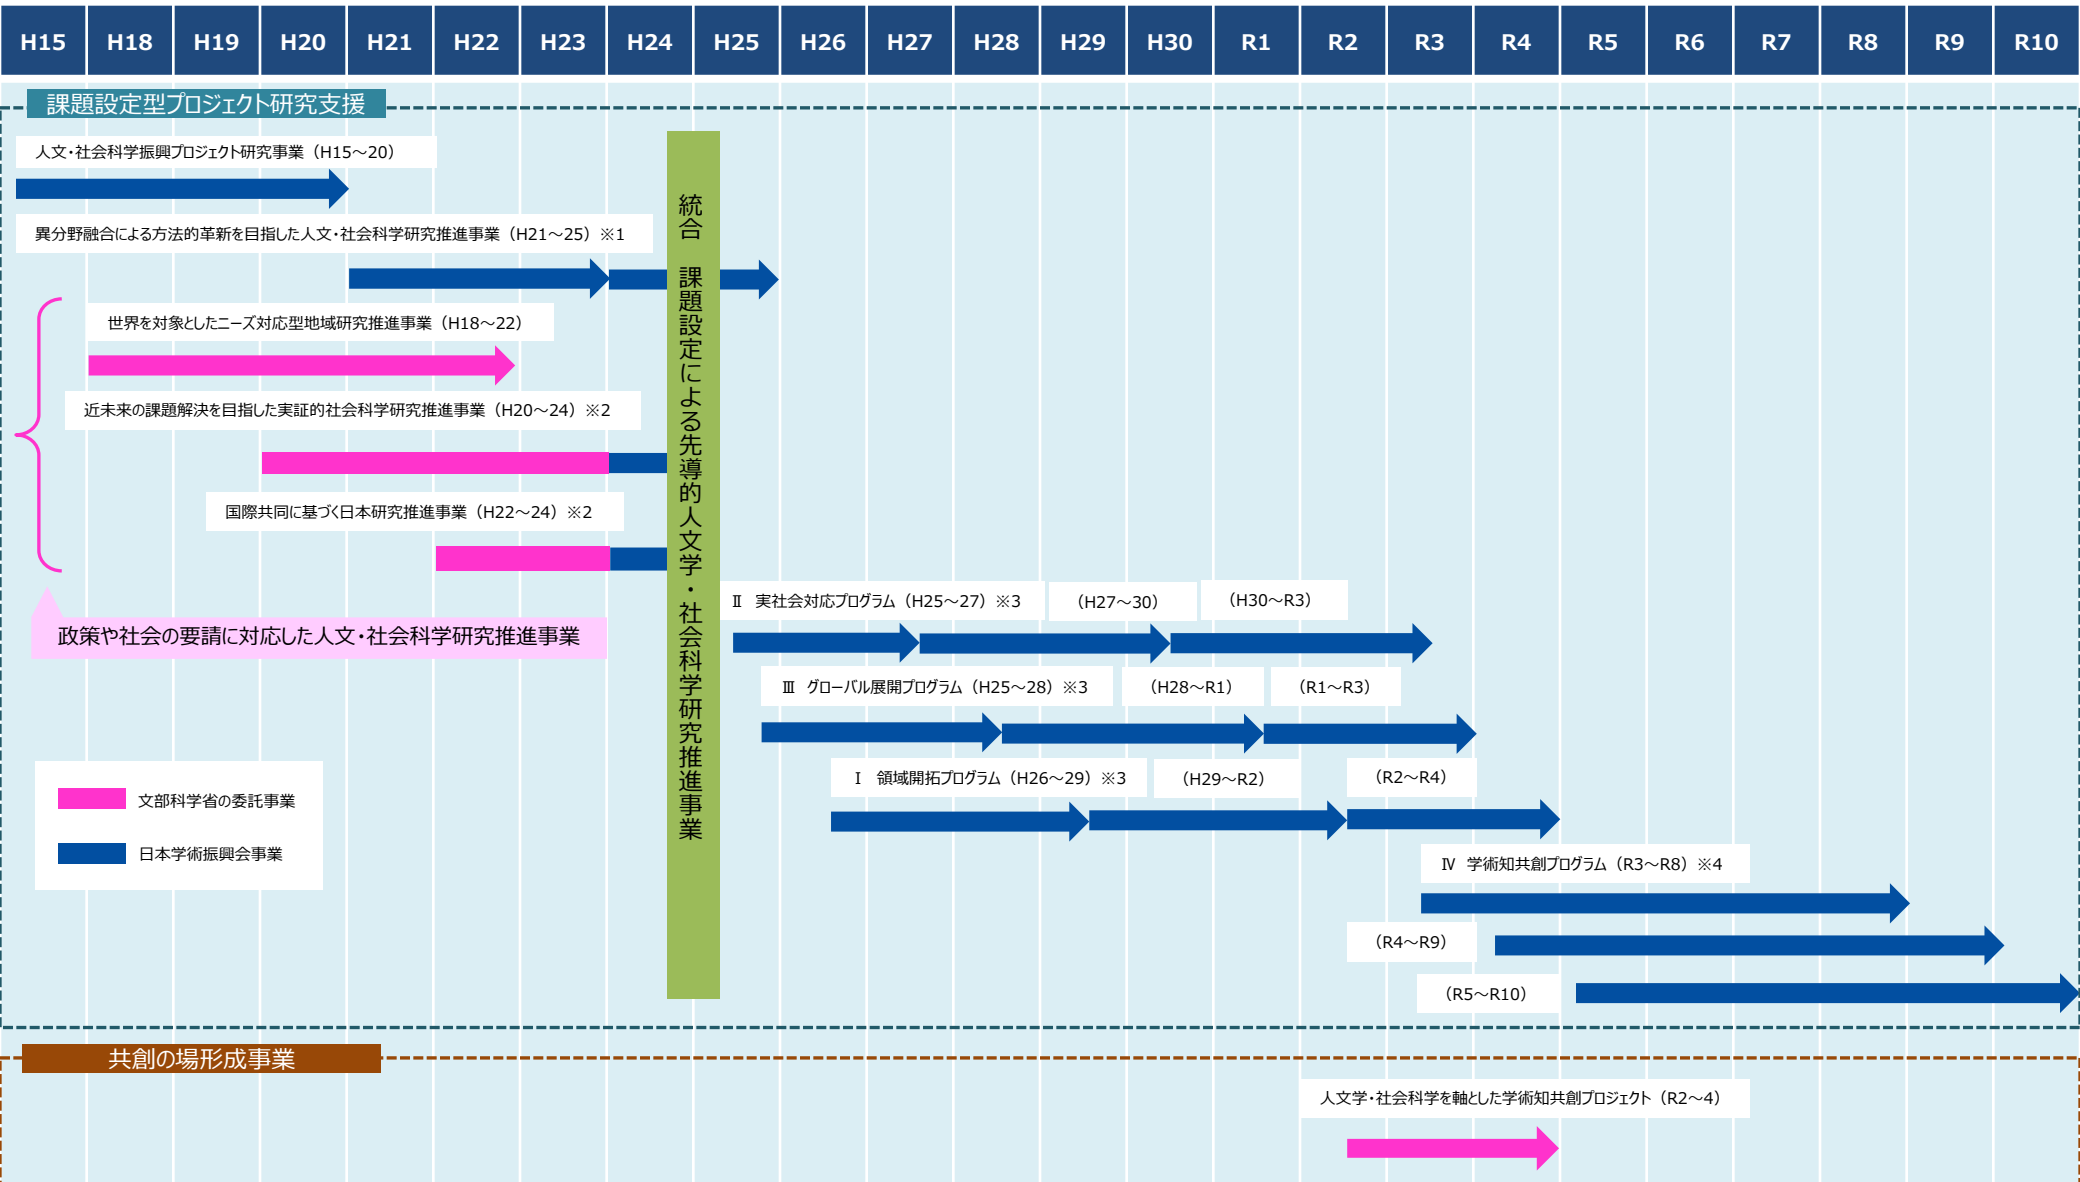 H15 H18 H19 H20 H21 H22 H23 H24 H25 H26 H27 H28 H29 H30 R1 R2 R3 R4 R5 R6 R7 R8 R9 R10
課題設定型プロジェクト研究支援
人文・社会科学振興プロジェクト研究事業（H15～20）
異分野融合による方法的革新を目指した人文・社会科学研究推進事業（H21～25）※1
世界を対象としたニーズ対応型地域研究推進事業（H18～22）
近未来の課題解決を目指した実証的社会科学研究推進事業（H20～24）※2
国際共同に基づく日本研究推進事業（H22～24）※2
政策や社会の要請に対応した人文・社会科学研究推進事業
統合　課題設定による先導的人文学・社会科学研究推進事業
Ⅱ　実社会対応プログラム（H25～27）※3
（H27～30）
（H30～R3）
Ⅲ　グローバル展開プログラム（H25～28）※3
（H28～R1）
（R1～R3）
Ⅰ　領域開拓プログラム（H26～29）※3
（H29～R2）
（R2～R4）
Ⅳ　学術知共創プログラム（R3～R8）※4
（R4～R9）
（R5～R10）
文部科学省の委託事業
日本学術振興会事業
共創の場形成事業
人文学・社会科学を軸とした学術知共創プロジェクト（R2～4）